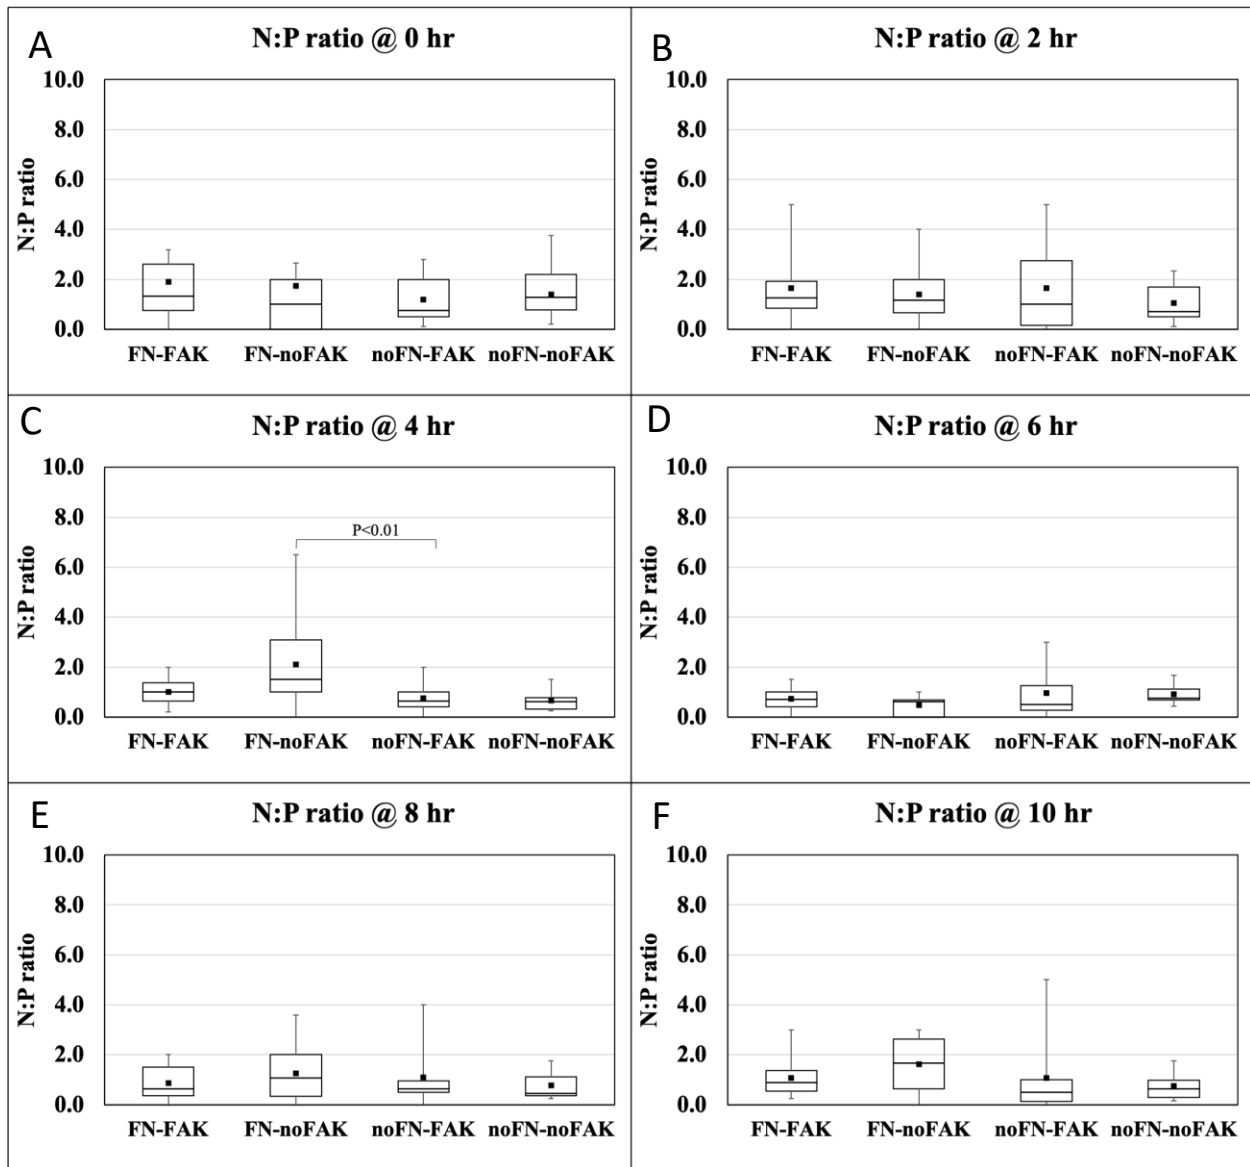 A
N:P ratio @ 0 hr
10.0
8.0
6.0
4.0
2.0
0.0
N:P ratio
FN-FAK FN-noFAK noFN-FAK noFN-noFAK
B
N:P ratio @ 2 hr
10.0
8.0
6.0
4.0
2.0
0.0
N:P ratio
FN-FAK FN-noFAK noFN-FAK noFN-noFAK
C
N:P ratio @ 4 hr
10.0
8.0
6.0
4.0
2.0
0.0
N:P ratio
P<0.01
FN-FAK FN-noFAK noFN-FAK noFN-noFAK
D
N:P ratio @ 6 hr
10.0
8.0
6.0
4.0
2.0
0.0
N:P ratio
FN-FAK FN-noFAK noFN-FAK noFN-noFAK
E
N:P ratio @ 8 hr
10.0
8.0
6.0
4.0
2.0
0.0
N:P ratio
FN-FAK FN-noFAK noFN-FAK noFN-noFAK
F
N:P ratio @ 10 hr
10.0
8.0
6.0
4.0
2.0
0.0
N:P ratio
FN-FAK FN-noFAK noFN-FAK noFN-noFAK